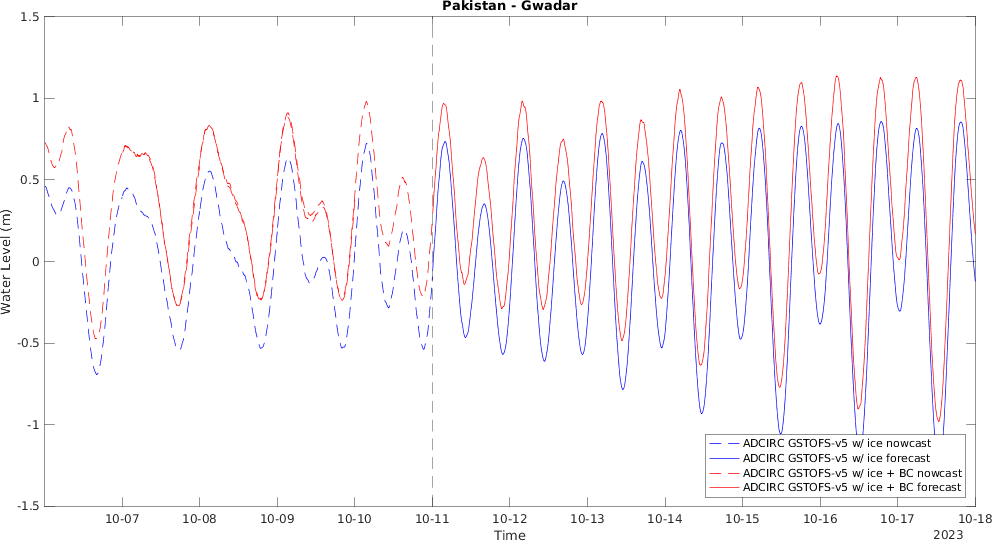 Pakistan - Gwadar
1.5
1
0.5
0
-0.5
-1
-1.5
Water Level (m)
ADCIRC GSTOFS-v5 w/ ice nowcast
ADCIRC GSTOFS-v5 w/ ice forecast
ADCIRC GSTOFS-v5 w/ ice + BC nowcast
ADCIRC GSTOFS-v5 w/ ice + BC forecast
10-07 10-08 10-09 10-10 10-11 10-12 10-13 10-14 10-15 10-16 10-17 10-18
Time
2023